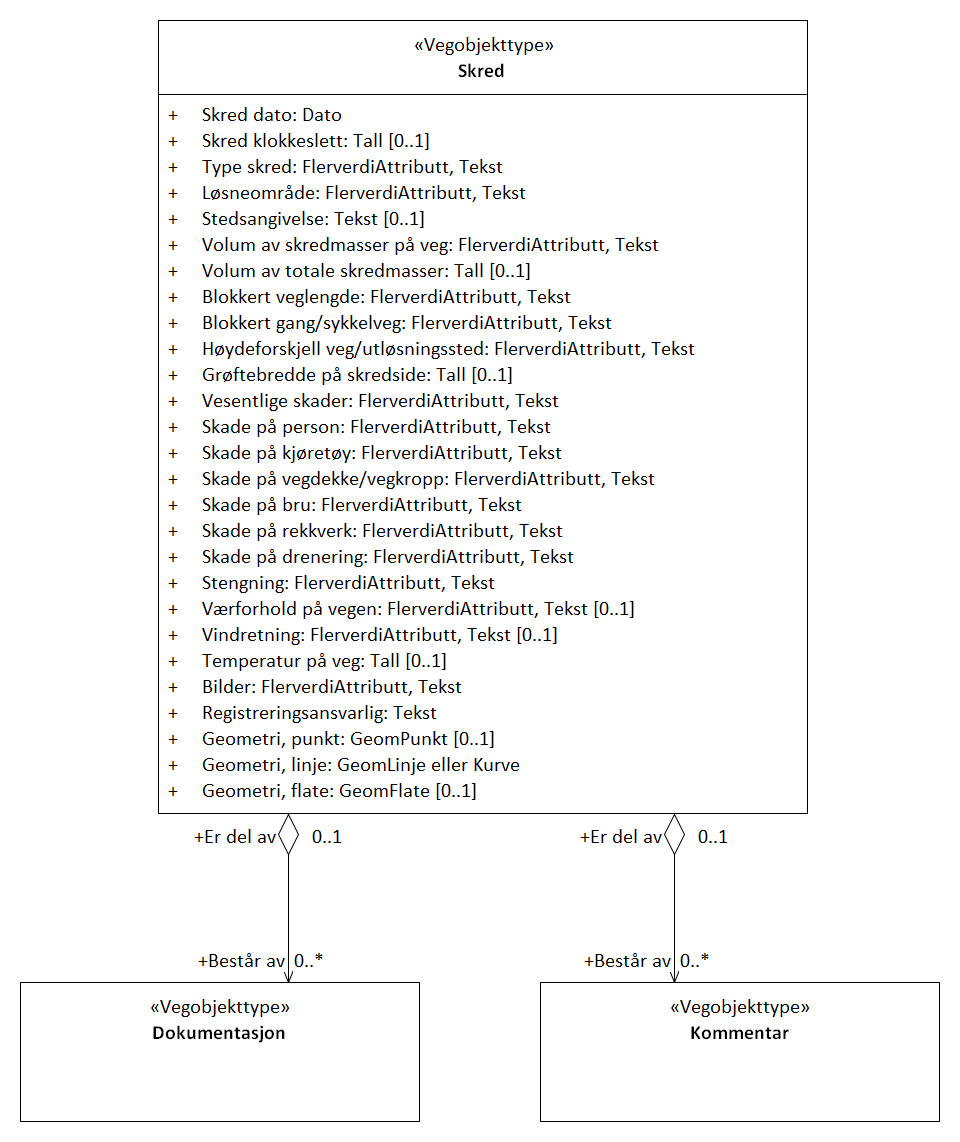 «Vegobjekttype»
Skred
+ Skred dato: Dato
+ Skred klokkeslett: Tall [0..1]
+ Type skred: FlerverdiAttributt, Tekst
+ Løsneområde: FlerverdiAttributt, Tekst
+ Stedsangivelse: Tekst [0..1]
+ Volum av skredmasser på veg: FlerverdiAttributt, Tekst
+ Volum av totale skredmasser: Tall [0..1]
+ Blokkert veglengde: FlerverdiAttributt, Tekst
+ Blokkert gang/sykkelveg: FlerverdiAttributt, Tekst
+ Høydeforskjell veg/utløsningssted: FlerverdiAttributt, Tekst
+ Grøftebredde på skredside: Tall [0..1]
+ Vesentlige skader: FlerverdiAttributt, Tekst
+ Skade på person: FlerverdiAttributt, Tekst
+ Skade på kjøretøy: FlerverdiAttributt, Tekst
+ Skade på vegdekke/vegkropp: FlerverdiAttributt, Tekst
+ Skade på bru: FlerverdiAttributt, Tekst
+ Skade på rekkverk: FlerverdiAttributt, Tekst
+ Skade på drenering: FlerverdiAttributt, Tekst
+ Stengning: FlerverdiAttributt, Tekst
+ Værforhold på vegen: FlerverdiAttributt, Tekst [0..1]
+ Vindretning: FlerverdiAttributt, Tekst [0..1]
+ Temperatur på veg: Tall [0..1]
+ Bilder: FlerverdiAttributt, Tekst
+ Registreringsansvarlig: Tekst
+ Geometri, punkt: GeomPunkt [0..1]
+ Geometri, linje: GeomLinje eller Kurve
+ Geometri, flate: GeomFlate [0..1]
+Er del av 0..1
+Er del av 0..1
+Består av 0..*
+Består av 0..*
«Vegobjekttype»
Dokumentasjon
«Vegobjekttype»
Kommentar